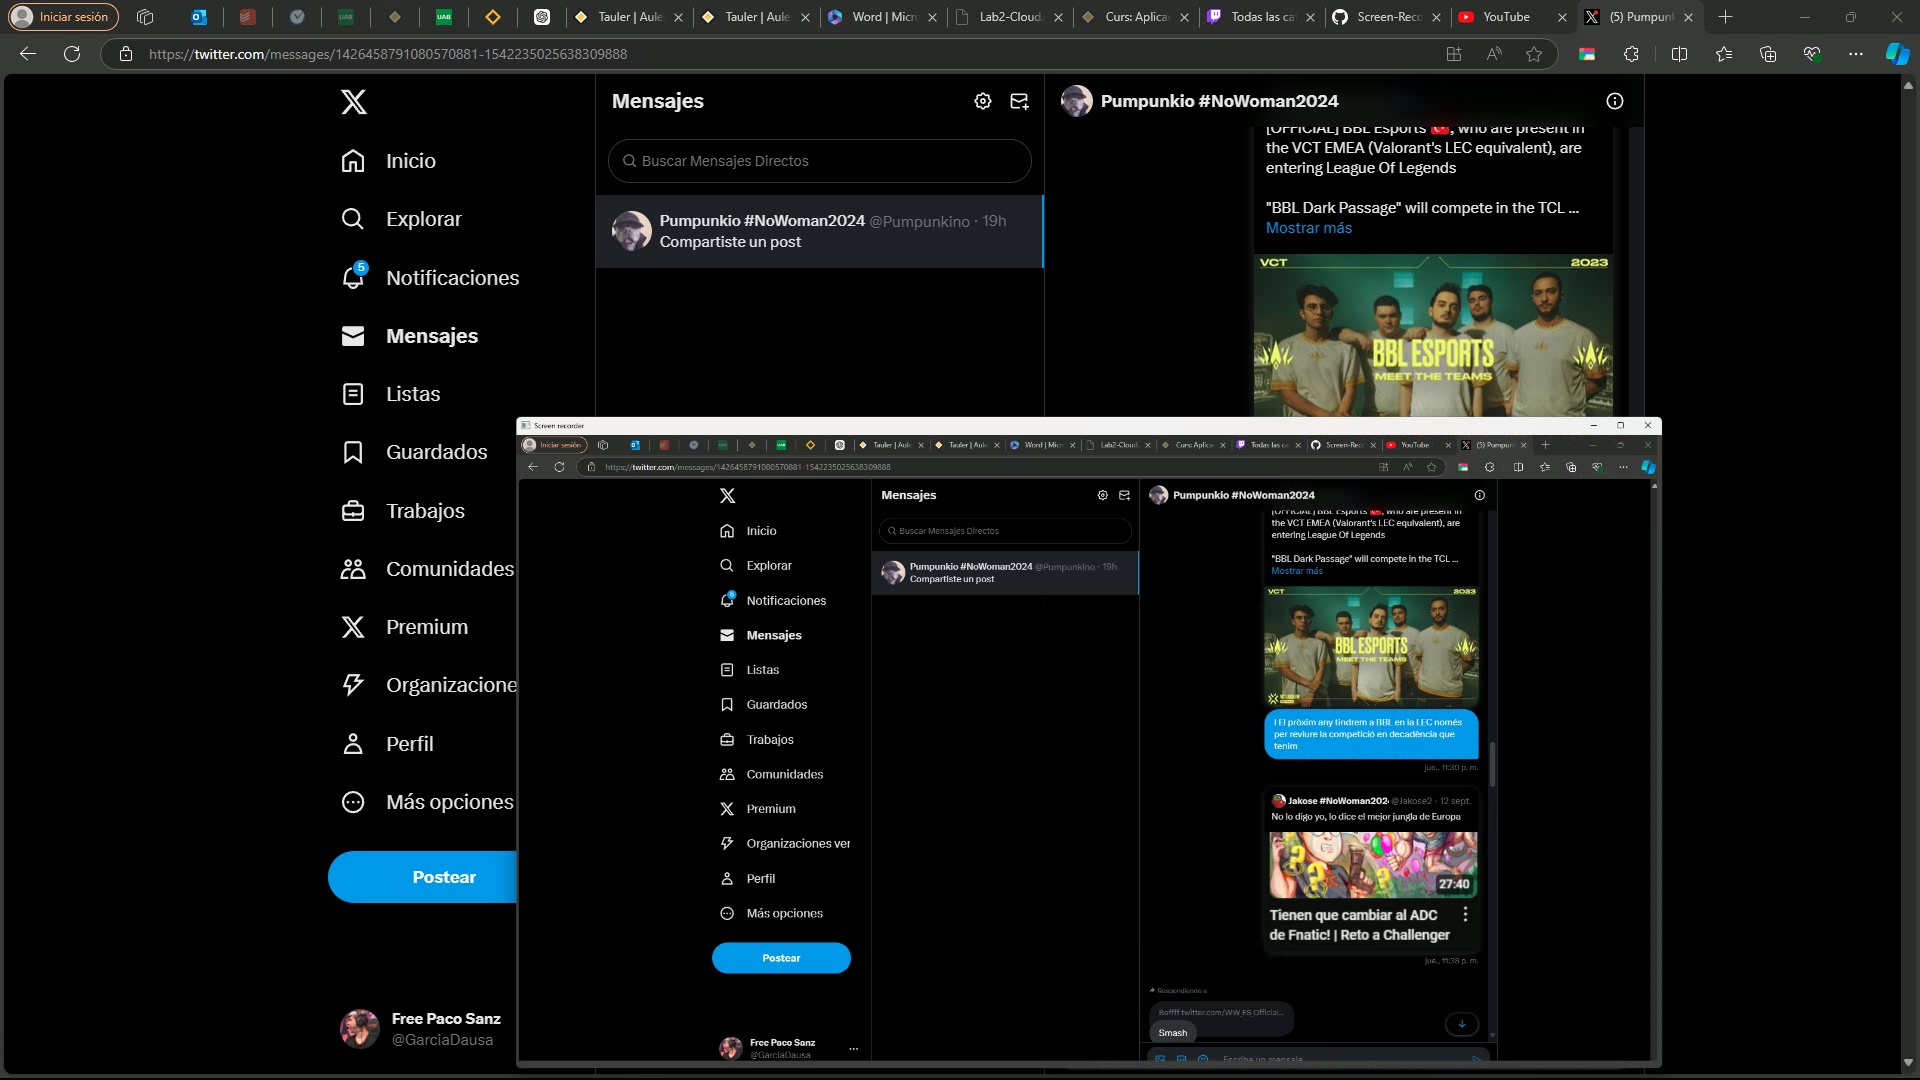 Iniciar sesión
Tauler | Aule
Tauler | Aule
Word | Micro
Lab2-Cloud
Curs: Aplica
Todas las ca
Screen-Reco
YouTube
(5) Pumpun
https://twitter.com/messages/1426458791080570881-1542235025638309888
Inicio
Explorar
5
Notificaciones
Mensajes
Listas
Guardados
Trabajos
Comunidades
Premium
Organizacione
Perfil
Más opciones
Postear
Free Paco Sanz
@GarciaDausa
Mensajes
Buscar Mensajes Directos
Pumpunkio #NoWoman2024 @Pumpunkino · 19h
Compartiste un post
Pumpunkio #NoWoman2024
[OFFICIAL] BBL Esports , who are present in
the VCT EMEA (Valorant's LEC equivalent), are
entering League Of Legends
"BBL Dark Passage" will compete in the TCL ...
Mostrar más
VCT 2023
BBL ESPORTS
MEET THE TEAMS
Screen recorder
Iniciar sesión
Tauler | Aule
Tauler | Aule
Word | Micro
Lab2-Cloud
Curs: Aplica
Todas las ca
Screen-Reco
YouTube
(5) Pumpun
https://twitter.com/messages/1426458791080570881-1542235025638309888
Inicio
Explorar
5
Notificaciones
Mensajes
Listas
Guardados
Trabajos
Comunidades
Premium
Organizaciones ver
Perfil
Más opciones
Postear
Free Paco Sanz
@GarciaDausa
Mensajes
Buscar Mensajes Directos
Pumpunkio #NoWoman2024 @Pumpunkino · 19h
Compartiste un post
Pumpunkio #NoWoman2024
[OFFICIAL] BBL Esports , who are present in
the VCT EMEA (Valorant's LEC equivalent), are
entering League Of Legends
"BBL Dark Passage" will compete in the TCL ...
Mostrar más
VCT 2023
BBL ESPORTS
MEET THE TEAMS
I El pròxim any tindrem a BBL en la LEC només
per reviure la competició en decadència que
tenim
jue., 11:30 p. m.
Jakose #NoWoman202 @Jakose2 · 12 sept.
No lo digo yo, lo dice el mejor jungla de Europa
27:40
Tienen que cambiar al ADC
de Fnatic! | Reto a Challenger
jue., 11:38 p. m.
Respondiendo a
Boffff twitter.com/WW_ES_Official...
Smash
Escribe un mensaje